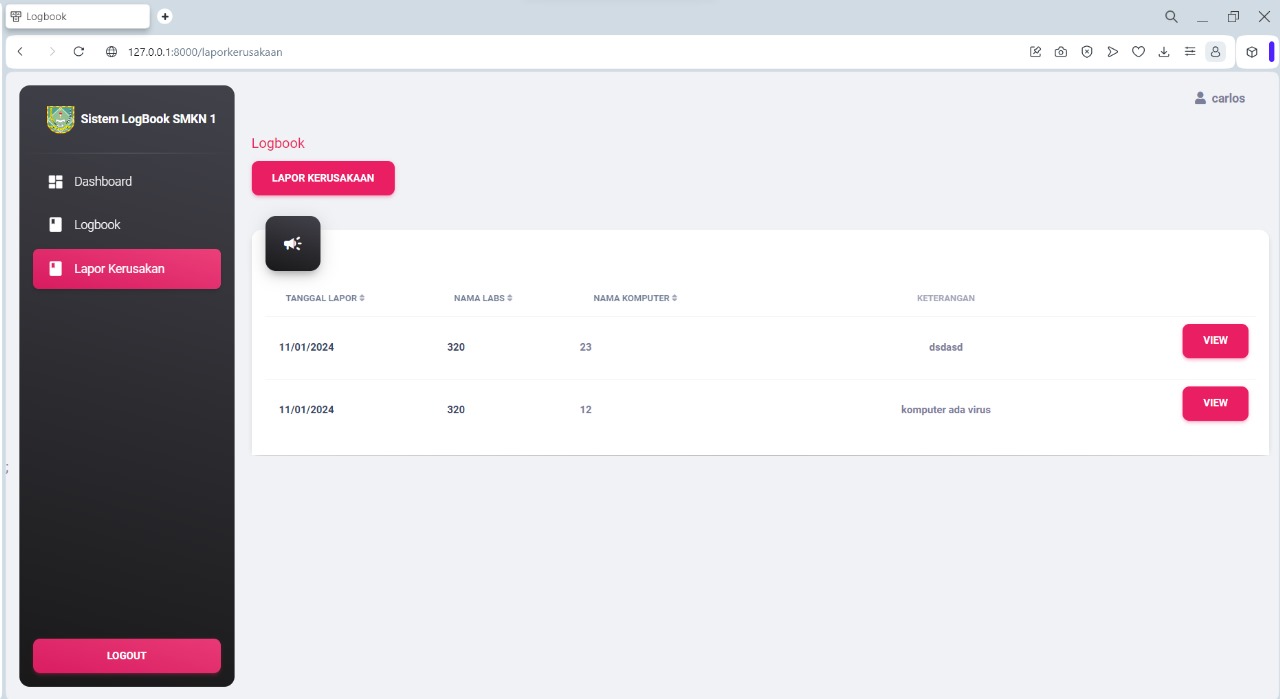 Logbook
127.0.0.1:8000/laporkerusakaan
Sistem LogBook SMKN 1
carlos
Dashboard
Logbook
Lapor Kerusakan
LOGOUT
;
Logbook
LAPOR KERUSAKAAN
TANGGAL LAPOR NAMA LABS NAMA KOMPUTER KETERANGAN
11/01/2024 320 23 dsdasd VIEW
11/01/2024 320 12 komputer ada virus VIEW